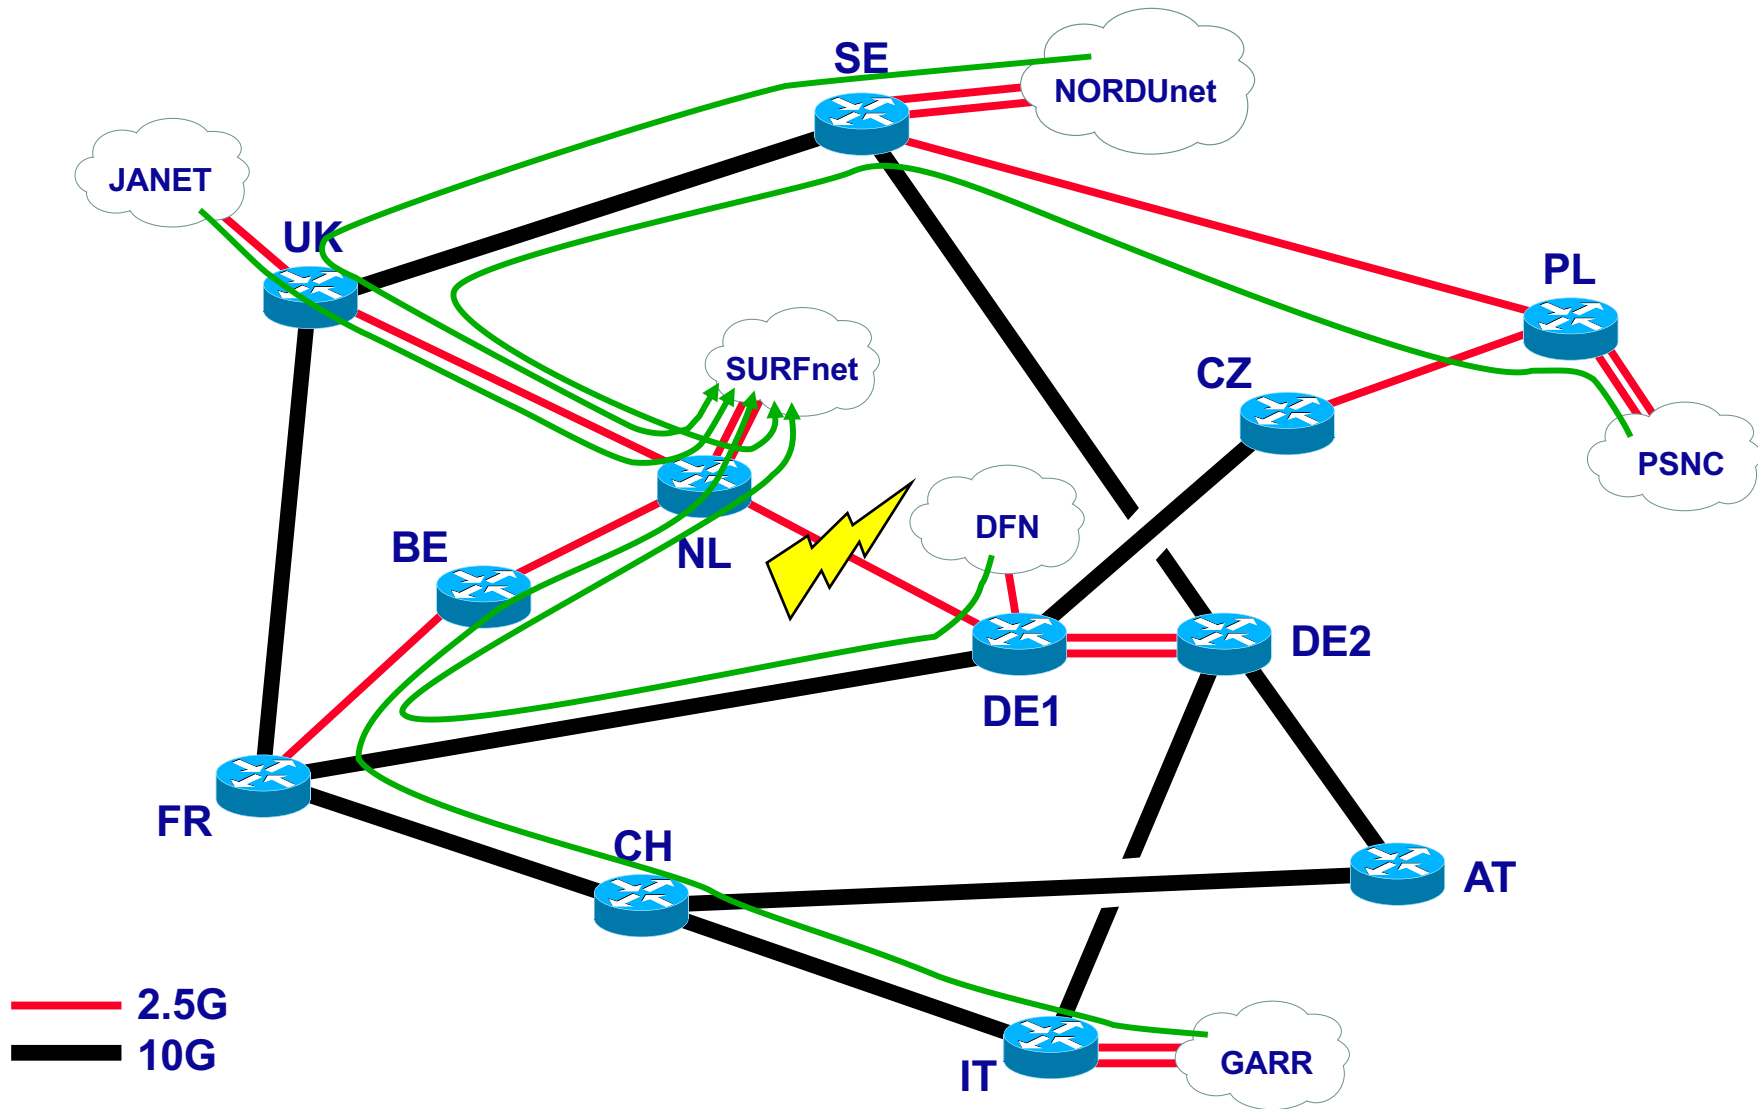 SE
NORDUnet
JANET
UK
PL
SURFnet
CZ
PSNC
DFN
BE
NL
DE2
DE1
FR
CH
AT
2.5G
10G
IT
GARR